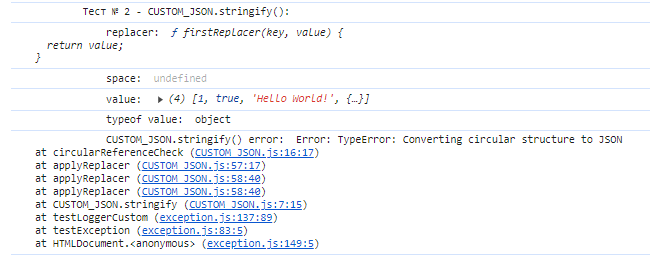 Тест № 2 - CUSTOM_JSON.stringify():
replacer: ƒ firstReplacer(key, value) {
return value;
}
space: undefined
value: ▶ (4) [1, true, 'Hello World!', {…}]
typeof value: object
CUSTOM_JSON.stringify() error: Error: TypeError: Converting circular structure to JSON
at circularReferenceCheck (CUSTOM_JSON.js:16:17)
at applyReplacer (CUSTOM_JSON.js:57:17)
at applyReplacer (CUSTOM_JSON.js:58:40)
at applyReplacer (CUSTOM_JSON.js:58:40)
at CUSTOM_JSON.stringify (CUSTOM_JSON.js:7:15)
at testLoggerCustom (exception.js:137:89)
at testException (exception.js:83:5)
at HTMLDocument.<anonymous> (exception.js:149:5)